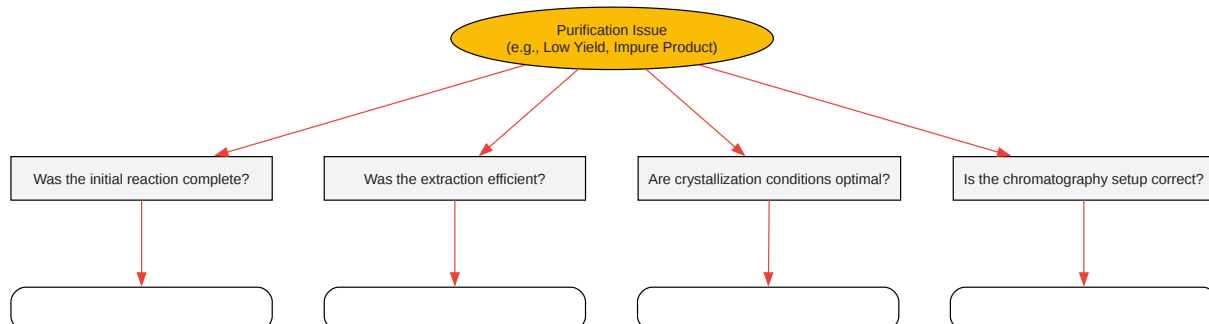 Purification Issue
(e.g., Low Yield, Impure Product)
Was the initial reaction complete?
Was the extraction efficient?
Are crystallization conditions optimal?
Is the chromatography setup correct?